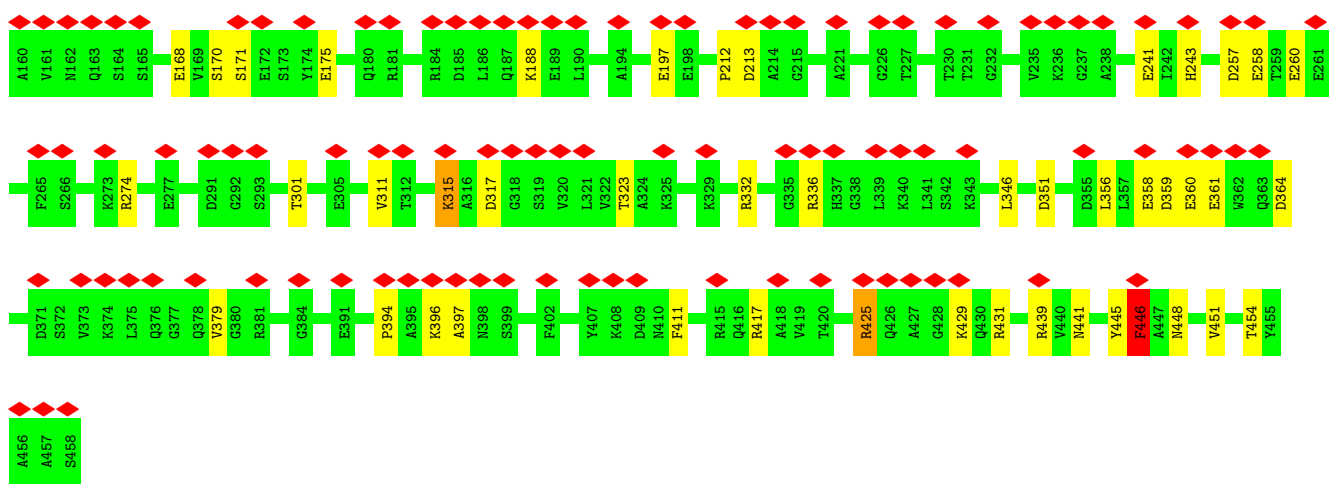 A160 V161 N162 Q163 S164 S165 E168 V169 S170 S171 E172 S173 Y174 E175 Q180 R181 R184 D185 L186 Q187 K188 E189 L190 A194 E197 E198 P212 D213 A214 G215 A221 G226 T227 T230 T231 G232 V235 K236 G237 A238 E241 I242 H243 D257 E258 T259 E260 E261
F265 S266 K273 R274 E277 D291 G292 S293 T301 E305 V311 T312 K315 A316 D317 G318 S319 V320 L321 V322 T323 A324 K325 K329 R332 G335 R336 H337 G338 L339 K340 L341 S342 K343 L346 D351 D355 L356 L357 E358 D359 E360 E361 W362 Q363 D364
D371 S372 V373 K374 L375 Q376 G377 Q378 V379 G380 R381 G384 E391 P394 A395 K396 A397 N398 S399 F402 Y407 K408 D409 N410 F411 R415 Q416 R417 A418 V419 T420 R425 Q426 A427 G428 K429 Q430 R431 R439 V440 N441 Y445 F446 A447 N448 V451 T454 Y455
A456 A457 S458